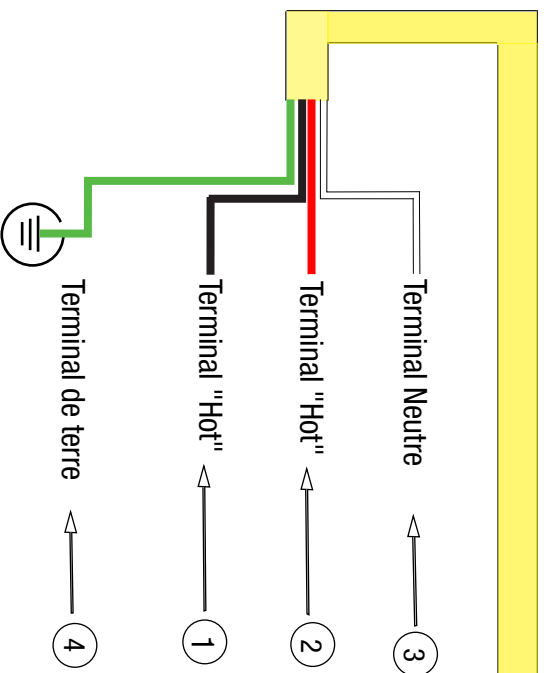 Terminal Neutre
3
Terminal "Hot"
2
Terminal "Hot"
1
Terminal de terre
4